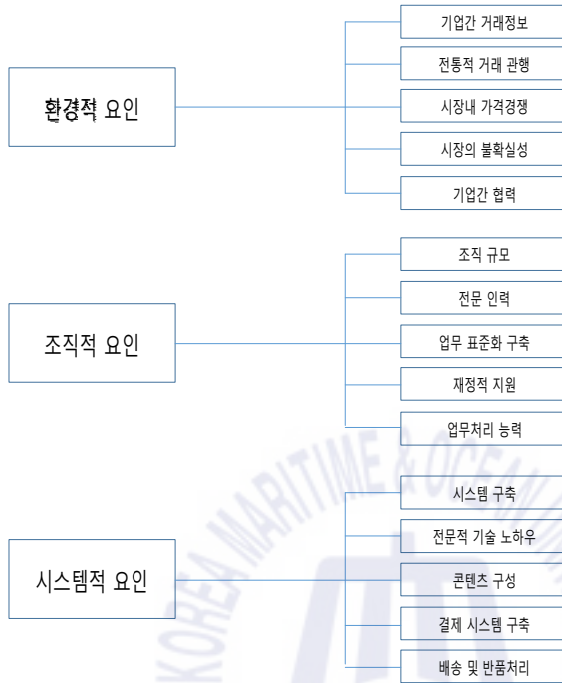 환경적 요인
기업간 거래정보
전통적 거래 관행
시장내 가격경쟁
시장의 불확실성
기업간 협력
조직적 요인
조직 규모
전문 인력
업무 표준화 구축
재정적 지원
업무처리 능력
시스템적 요인
시스템 구축
전문적 기술 노하우
콘텐츠 구성
결제 시스템 구축
배송 및 반품처리
KOREA MARITIME & OCEAN UNI